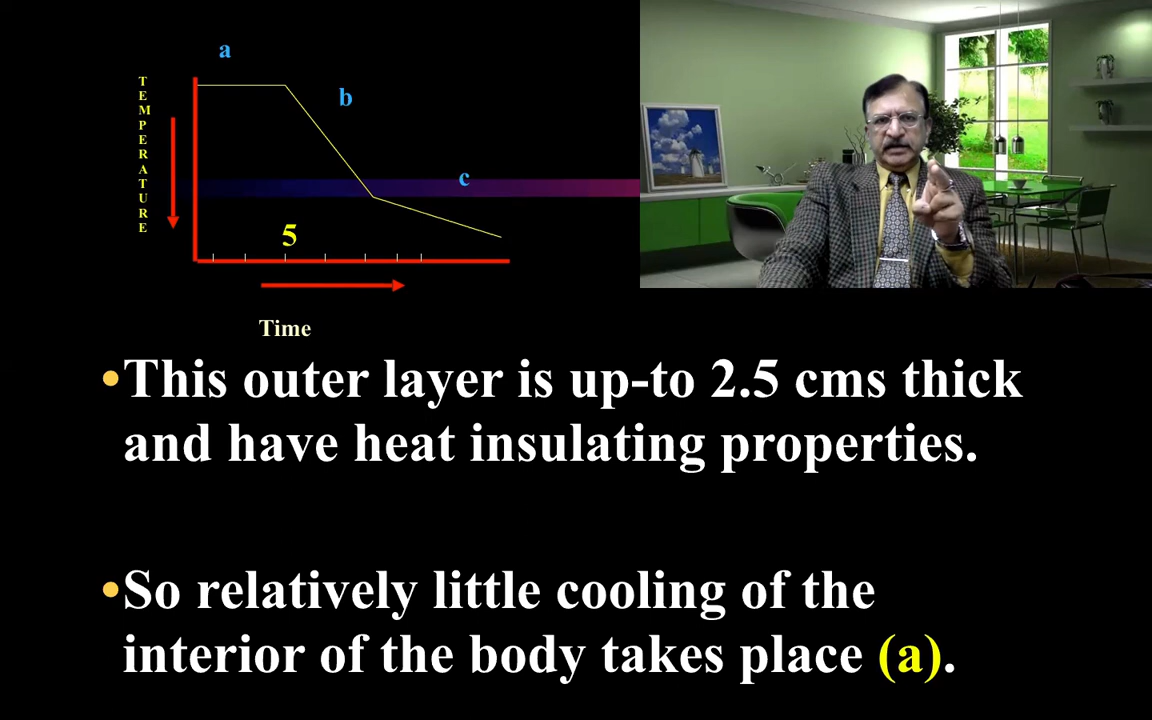 a
TEMPERATURE
b
c
5
Time
•This outer layer is up-to 2.5 cms thick
and have heat insulating properties.
•So relatively little cooling of the
interior of the body takes place (a).